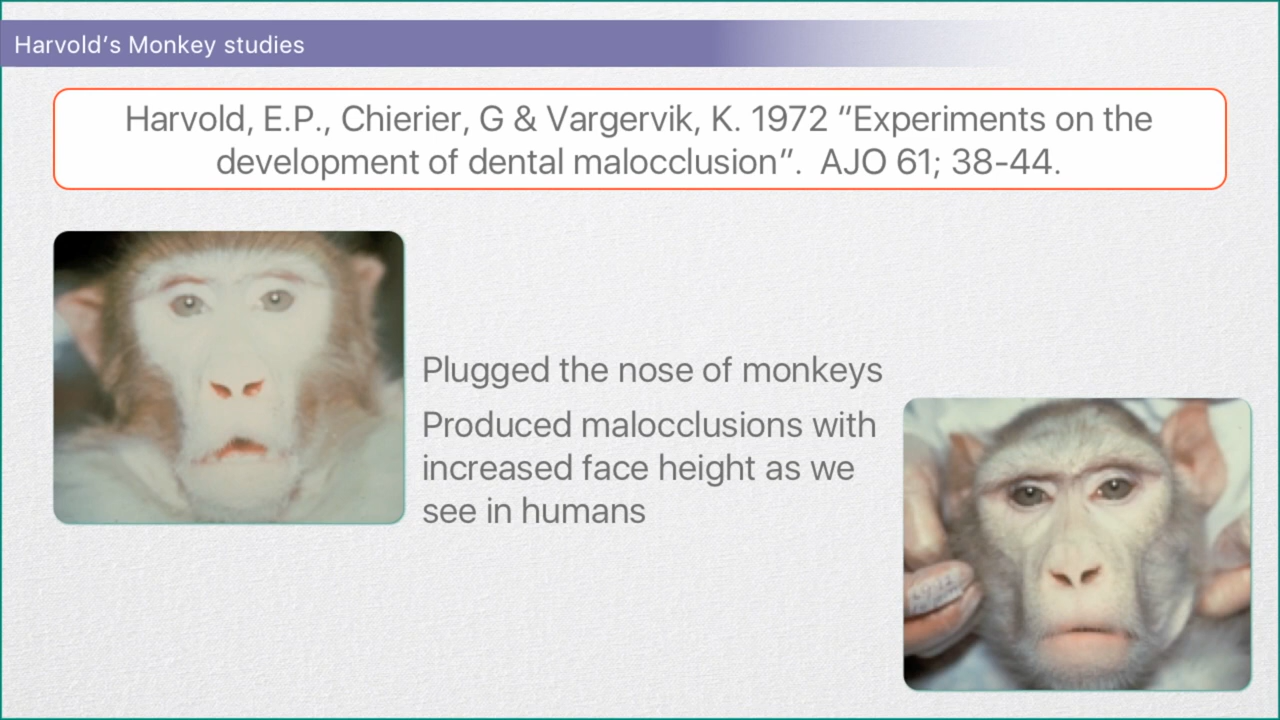 Harvold’s Monkey studies
Harvold, E.P., Chierier, G & Vargervik, K. 1972 “Experiments on the
development of dental malocclusion”.  AJO 61; 38-44.
Plugged the nose of monkeys
Produced malocclusions with
increased face height as we
see in humans